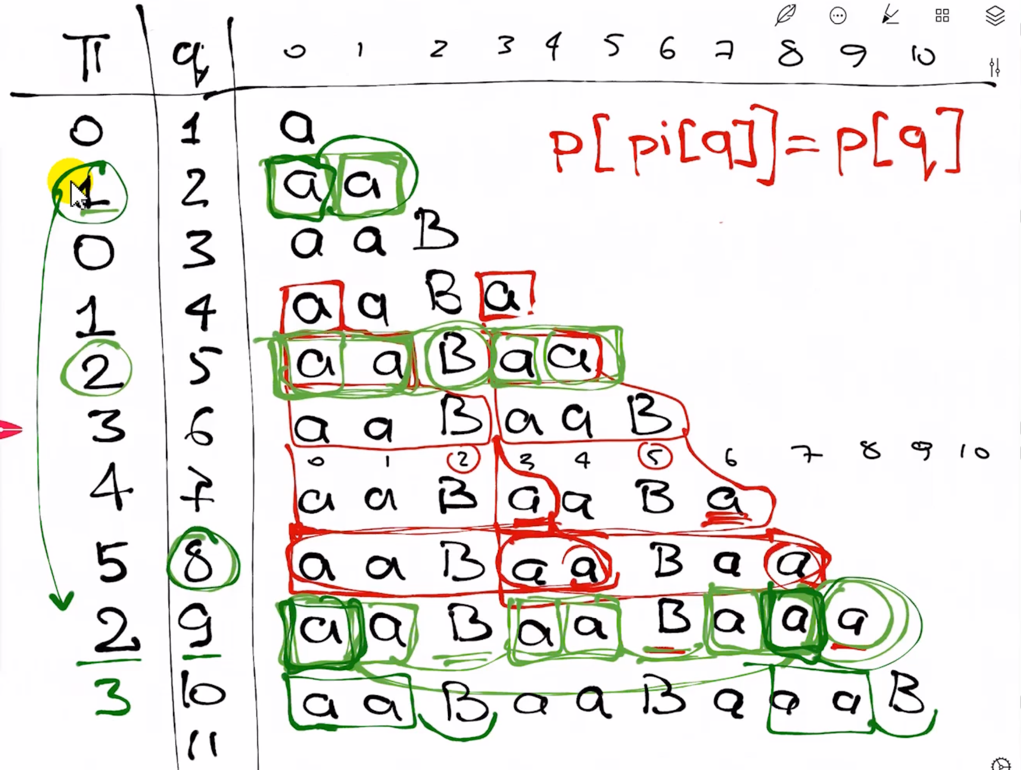 π q 0 1 2 3 4 5 6 7 8 9 10
0 1 a
p[pi[q]] = p[q]
1 2 a a
0 3 a a B
1 4 a a B a
2 5 a a B a a
3 6 a a B a a B
0 1 2 3 4 5 6 7 8 9 10
4 7 a a B a a B a
5 8 a a B a a B a a
2 9 a a B a a B a a a
3 10 a a B a a B a a a B
11